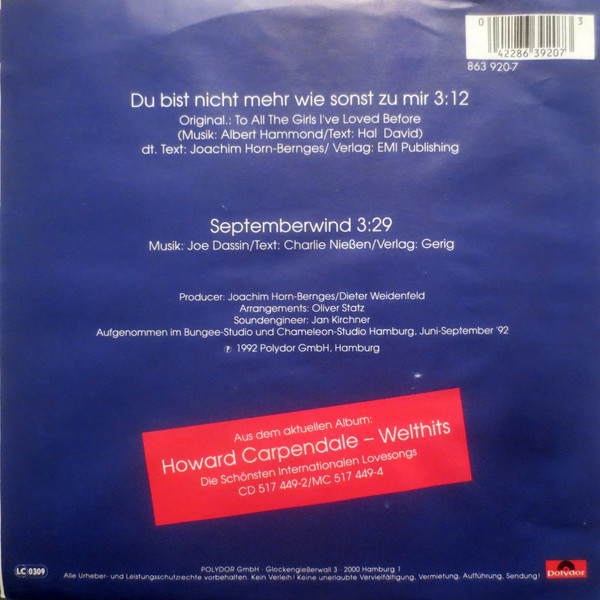 0 42286 39207 3
863 920-7
Du bist nicht mehr wie sonst zu mir 3:12
Original.: To All The Girls I've Loved Before
(Musik: Albert Hammond/Text: Hal David)
dt. Text: Joachim Horn-Bernges/ Verlag: EMI Publishing
Septemberwind 3:29
Musik: Joe Dassin/Text: Charlie Nießen/Verlag: Gerig
Producer: Joachim Horn-Bernges/Dieter Weidenfeld
Arrangements: Oliver Statz
Soundengineer: Jan Kirchner
Aufgenommen im Bungee-Studio und Chameleon-Studio Hamburg, Juni-September '92
℗ 1992 Polydor GmbH, Hamburg
Aus dem aktuellen Album:
Howard Carpendale – Welthits
Die Schönsten Internationalen Lovesongs
CD 517 449-2/MC 517 449-4
LC 0309
POLYDOR GmbH · Glockengießerwall 3 · 2000 Hamburg 1
Alle Urheber- und Leistungsschutzrechte vorbehalten. Kein Verleih! Keine unerlaubte Vervielfältigung, Vermietung, Aufführung, Sendung!
Polydor